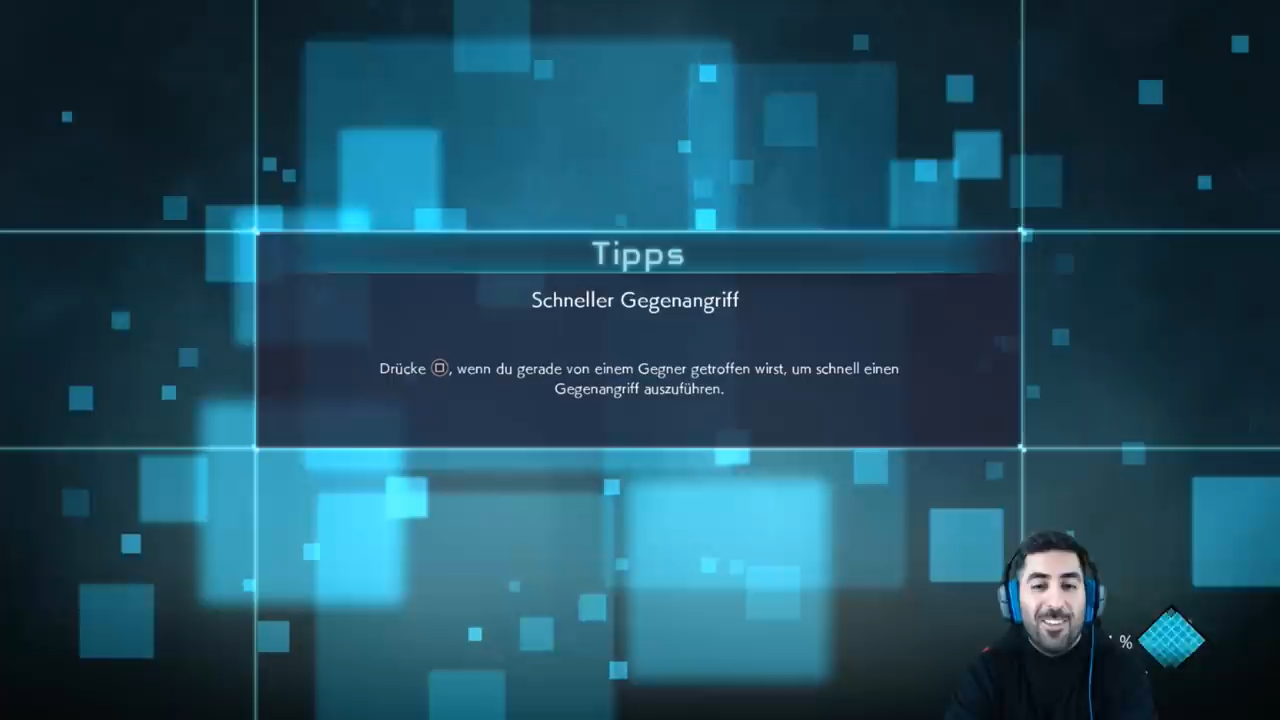 Tipps
Schneller Gegenangriff
Drücke , wenn du gerade von einem Gegner getroffen wirst, um schnell einen
Gegenangriff auszuführen.
%